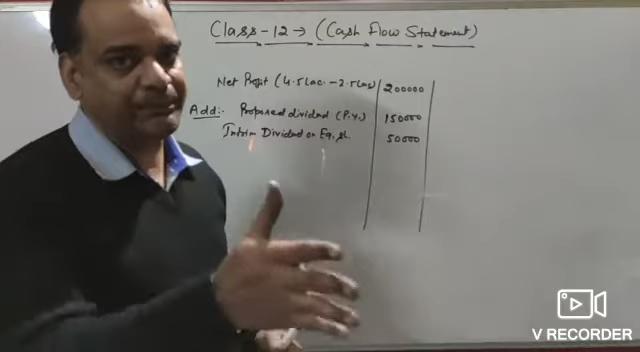 Class-12 → (Cash Flow Statement)
Net Profit (4.5Lac. - 2.5Lac) 200000
Add:- Proposed dividend (P.Y.) 150000
Interim Dividend on Eq. sh. 50000
V RECORDER